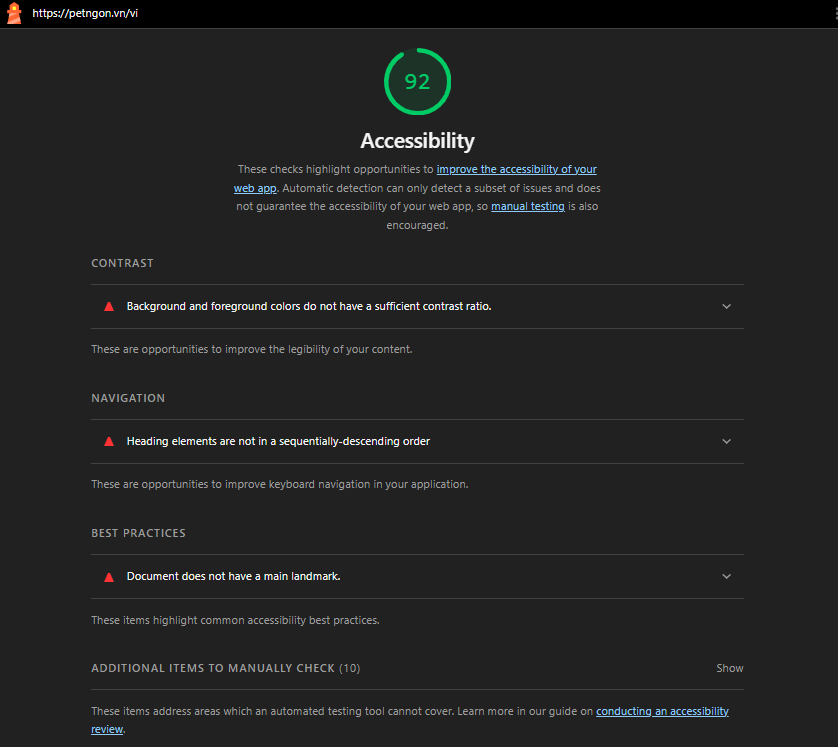 https://petngon.vn/vi
92
Accessibility
These checks highlight opportunities to improve the accessibility of your
web app. Automatic detection can only detect a subset of issues and does
not guarantee the accessibility of your web app, so manual testing is also
encouraged.
CONTRAST
Background and foreground colors do not have a sufficient contrast ratio.
These are opportunities to improve the legibility of your content.
NAVIGATION
Heading elements are not in a sequentially-descending order
These are opportunities to improve keyboard navigation in your application.
BEST PRACTICES
Document does not have a main landmark.
These items highlight common accessibility best practices.
ADDITIONAL ITEMS TO MANUALLY CHECK (10) Show
These items address areas which an automated testing tool cannot cover. Learn more in our guide on conducting an accessibility
review.